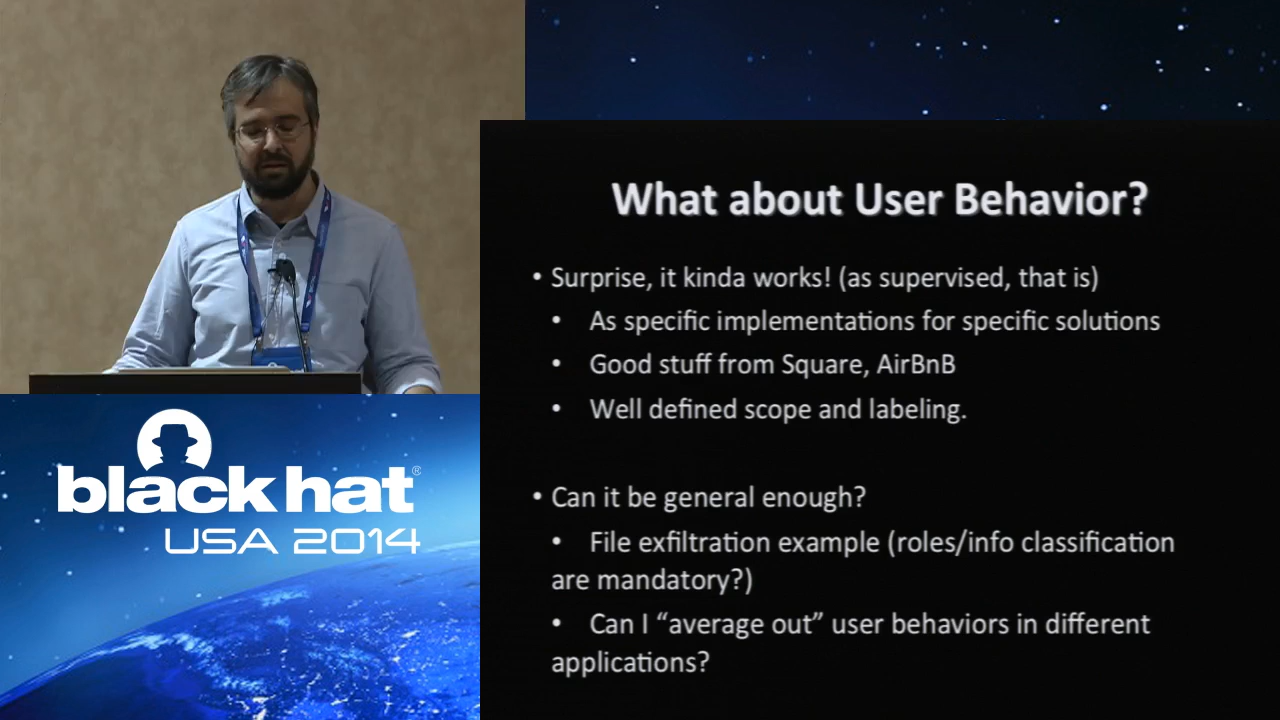 What about User Behavior?
• Surprise, it kinda works! (as supervised, that is)
• As specific implementations for specific solutions
• Good stuff from Square, AirBnB
• Well defined scope and labeling.
• Can it be general enough?
• File exfiltration example (roles/info classification
are mandatory?)
• Can I “average out” user behaviors in different
applications?
black hat®
USA 2014